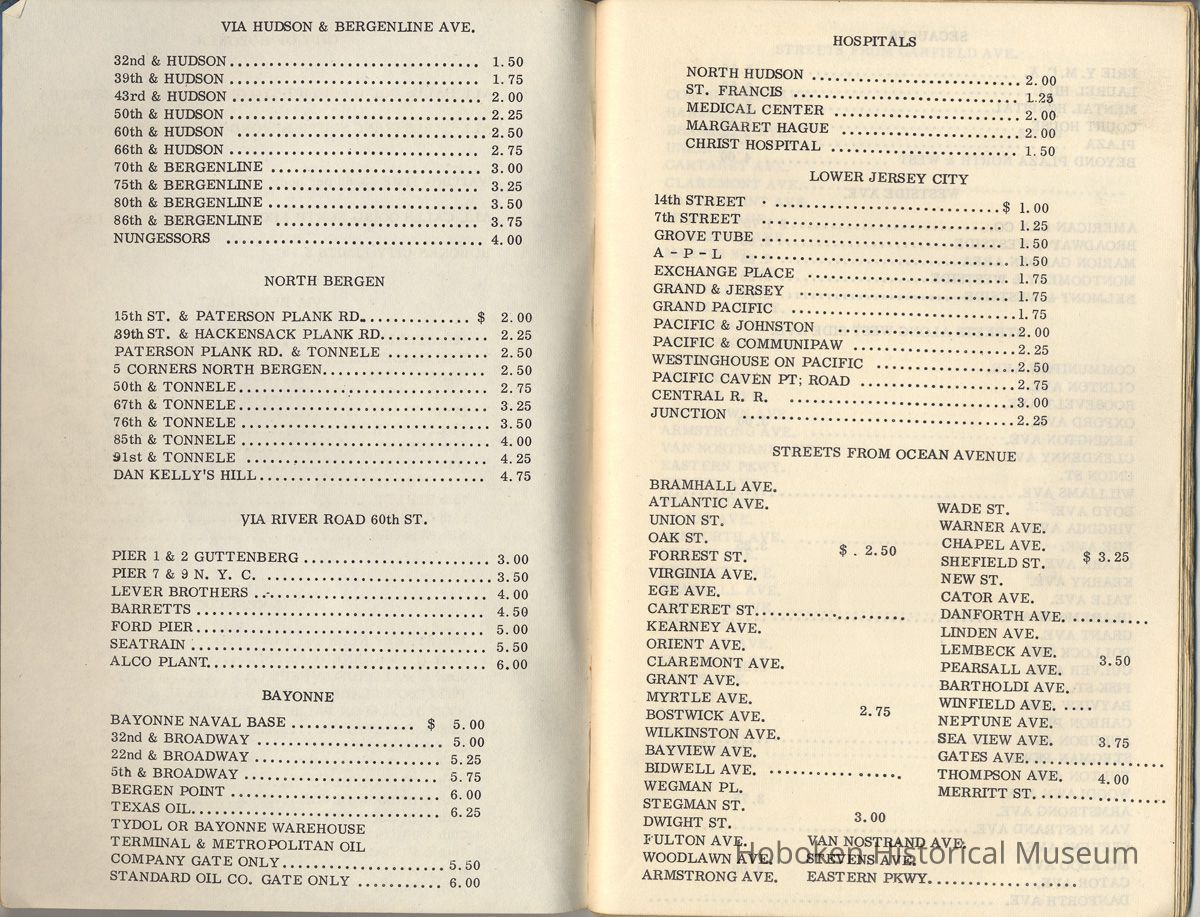 VIA HUDSON & BERGENLINE AVE.
32nd & HUDSON ........ 1.50
39th & HUDSON ........ 1.75
43rd & HUDSON ........ 2.00
50th & HUDSON ........ 2.25
60th & HUDSON ........ 2.50
66th & HUDSON ........ 2.75
70th & BERGENLINE ........ 3.00
75th & BERGENLINE ........ 3.25
80th & BERGENLINE ........ 3.50
86th & BERGENLINE ........ 3.75
NUNGESSORS ........ 4.00
NORTH BERGEN
15th ST. & PATERSON PLANK RD. ........ $ 2.00
39th ST. & HACKENSACK PLANK RD. ........ 2.25
PATERSON PLANK RD. & TONNELE ........ 2.50
5 CORNERS NORTH BERGEN ........ 2.50
50th & TONNELE ........ 2.75
67th & TONNELE ........ 3.25
76th & TONNELE ........ 3.50
85th & TONNELE ........ 4.00
91st & TONNELE ........ 4.25
DAN KELLY'S HILL ........ 4.75
VIA RIVER ROAD 60th ST.
PIER 1 & 2 GUTTENBERG ........ 3.00
PIER 7 & 9 N. Y. C. ........ 3.50
LEVER BROTHERS ........ 4.00
BARRETTS ........ 4.50
FORD PIER ........ 5.00
SEATRAIN ........ 5.50
ALCO PLANT ........ 6.00
BAYONNE
BAYONNE NAVAL BASE ........ $ 5.00
32nd & BROADWAY ........ 5.00
22nd & BROADWAY ........ 5.25
5th & BROADWAY ........ 5.75
BERGEN POINT ........ 6.00
TEXAS OIL ........ 6.25
TYDOL OR BAYONNE WAREHOUSE
TERMINAL & METROPOLITAN OIL
COMPANY GATE ONLY ........ 5.50
STANDARD OIL CO. GATE ONLY ........ 6.00
HOSPITALS
NORTH HUDSON ........ 2.00
ST. FRANCIS ........ 1.25
MEDICAL CENTER ........ 2.00
MARGARET HAGUE ........ 2.00
CHRIST HOSPITAL ........ 1.50
LOWER JERSEY CITY
14th STREET ........ $ 1.00
7th STREET ........ 1.25
GROVE TUBE ........ 1.50
A - P - L ........ 1.50
EXCHANGE PLACE ........ 1.75
GRAND & JERSEY ........ 1.75
GRAND PACIFIC ........ 1.75
PACIFIC & JOHNSTON ........ 2.00
PACIFIC & COMMUNIPAW ........ 2.25
WESTINGHOUSE ON PACIFIC ........ 2.50
PACIFIC CAVEN PT; ROAD ........ 2.75
CENTRAL R. R. ........ 3.00
JUNCTION ........ 2.25
STREETS FROM OCEAN AVENUE
BRAMHALL AVE.
ATLANTIC AVE.
UNION ST.
OAK ST.
FORREST ST. $ . 2.50
VIRGINIA AVE.
EGE AVE.
CARTERET ST. ........
KEARNEY AVE.
ORIENT AVE.
CLAREMONT AVE.
GRANT AVE.
MYRTLE AVE.
BOSTWICK AVE. 2.75
WILKINSTON AVE.
BAYVIEW AVE.
BIDWELL AVE. ........
WEGMAN PL.
STEGMAN ST.
DWIGHT ST. 3.00
FULTON AVE. VAN NOSTRAND AVE.
WOODLAWN AVE. STEVENS AVE.
ARMSTRONG AVE. EASTERN PKWY. ........
WADE ST.
WARNER AVE.
CHAPEL AVE.
SHEFIELD ST. $ 3.25
NEW ST.
CATOR AVE.
DANFORTH AVE. ........
LINDEN AVE.
LEMBECK AVE.
PEARSALL AVE. 3.50
BARTHOLDI AVE.
WINFIELD AVE. .....
NEPTUNE AVE.
SEA VIEW AVE. 3.75
GATES AVE. ........
THOMPSON AVE. 4.00
MERRITT ST. ........
Hoboken Historical Museum